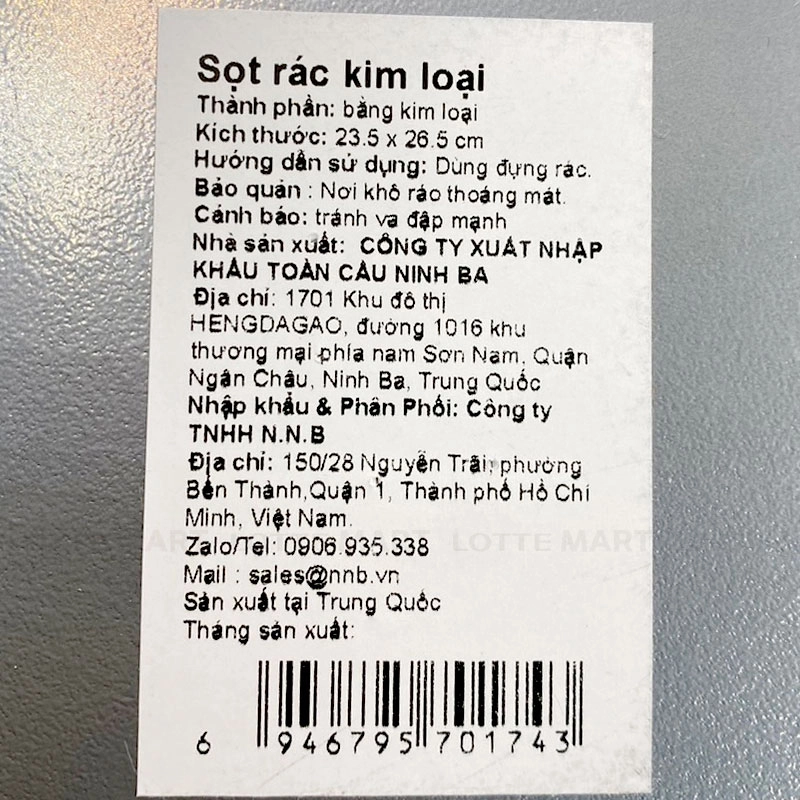 Sọt rác kim loại
Thành phần: bằng kim loại
Kích thước: 23.5 x 26.5 cm
Hướng dẫn sử dụng: Dùng đựng rác.
Bảo quản : Nơi khô ráo thoáng mát.
Cảnh báo: tránh va đập mạnh
Nhà sản xuất: CÔNG TY XUẤT NHẬP
KHẨU TOÀN CẦU NINH BA
Địa chỉ: 1701 Khu đô thị
HENGDAGAO, đường 1016 khu
thương mại phía nam Sơn Nam, Quận
Ngân Châu, Ninh Ba, Trung Quốc
Nhập khẩu & Phân Phối: Công ty
TNHH N.N.B
Địa chỉ: 150/28 Nguyễn Trãi, phường
Bến Thành,Quận 1, Thành phố Hồ Chí
Minh, Việt Nam.
LOTTE MART
Zalo/Tel: 0906.935.338
Mail : sales@nnb.vn
Sản xuất tại Trung Quốc
Tháng sản xuất:
6 946795 701743